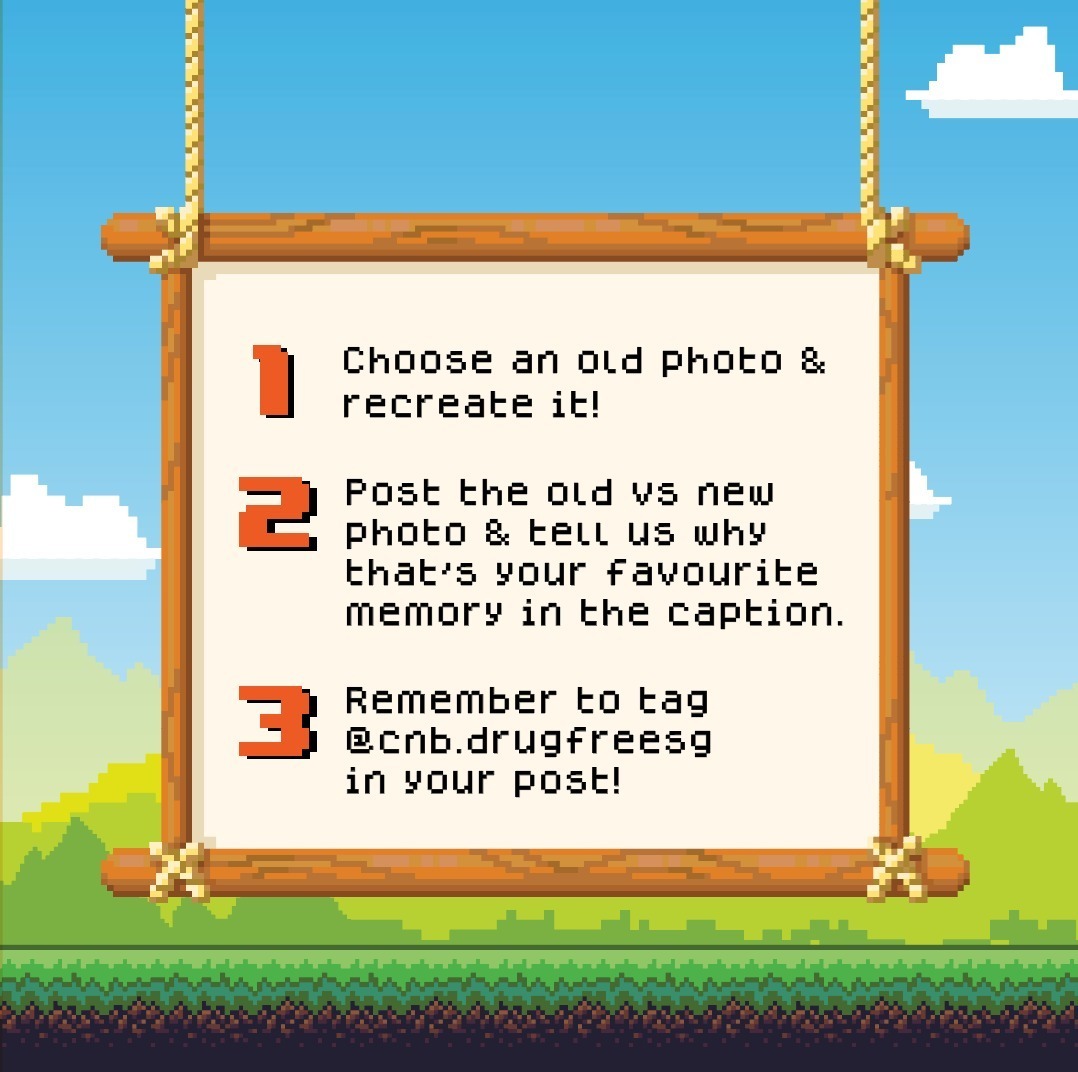 1 Choose an old photo &
recreate it!
2 Post the old vs new
photo & tell us why
that's your favourite
memory in the caption.
3 Remember to tag
@cnb.drugfreesg
in your post!